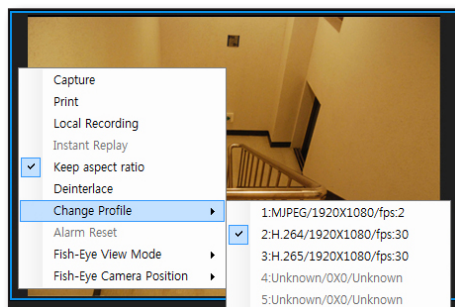 Capture
Print
Local Recording
Instant Replay
Keep aspect ratio
Deinterlace
Change Profile
Alarm Reset
Fish-Eye View Mode
Fish-Eye Camera Position
1:MJPEG/1920X1080/fps:2
2:H.264/1920X1080/fps:30
3:H.265/1920X1080/fps:30
4:Unknown/0X0/Unknown
5:Unknown/0X0/Unknown